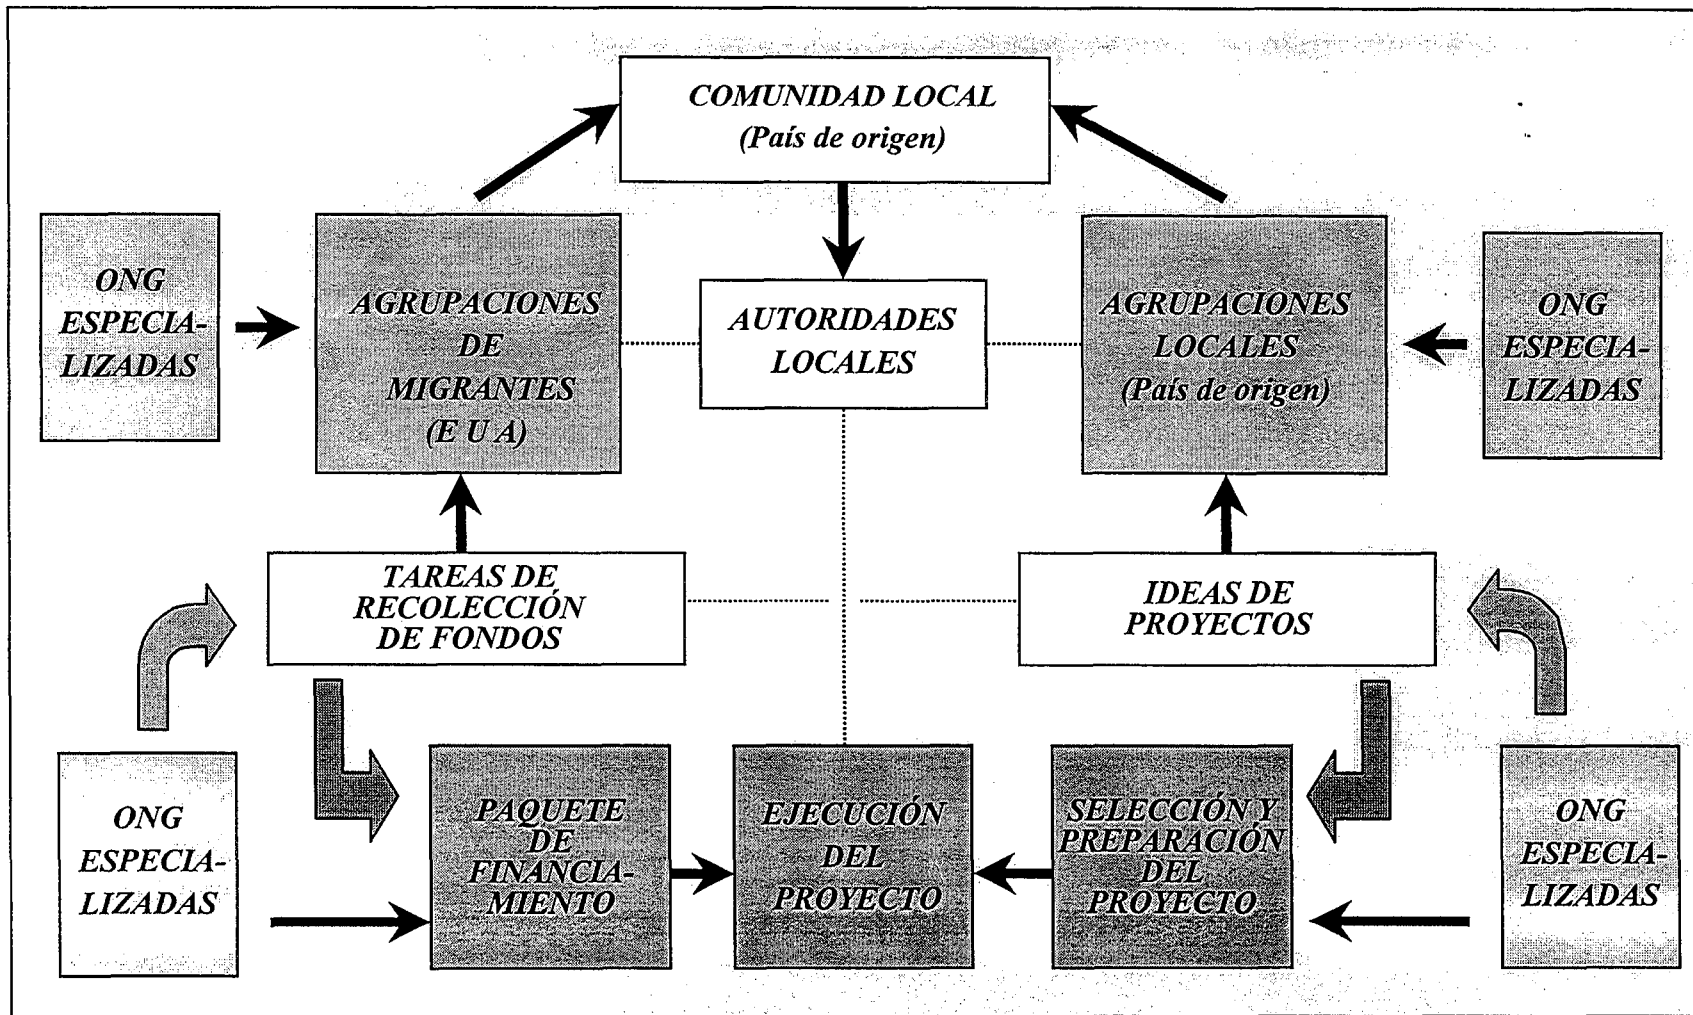 COMUNIDAD LOCAL
(País de origen)
ONG
ESPECIA-
LIZADAS
AGRUPACIONES
DE
MIGRANTES
(E U A)
AUTORIDADES
LOCALES
AGRUPACIONES
LOCALES
(País de origen)
ONG
ESPECIA-
LIZADAS
TAREAS DE
RECOLECCIÓN
DE FONDOS
IDEAS DE
PROYECTOS
ONG
ESPECIA-
LIZADAS
PAQUETE
DE
FINANCIA-
MIENTO
EJECUCIÓN
DEL
PROYECTO
SELECCIÓN Y
PREPARACIÓN
DEL
PROYECTO
ONG
ESPECIA-
LIZADAS